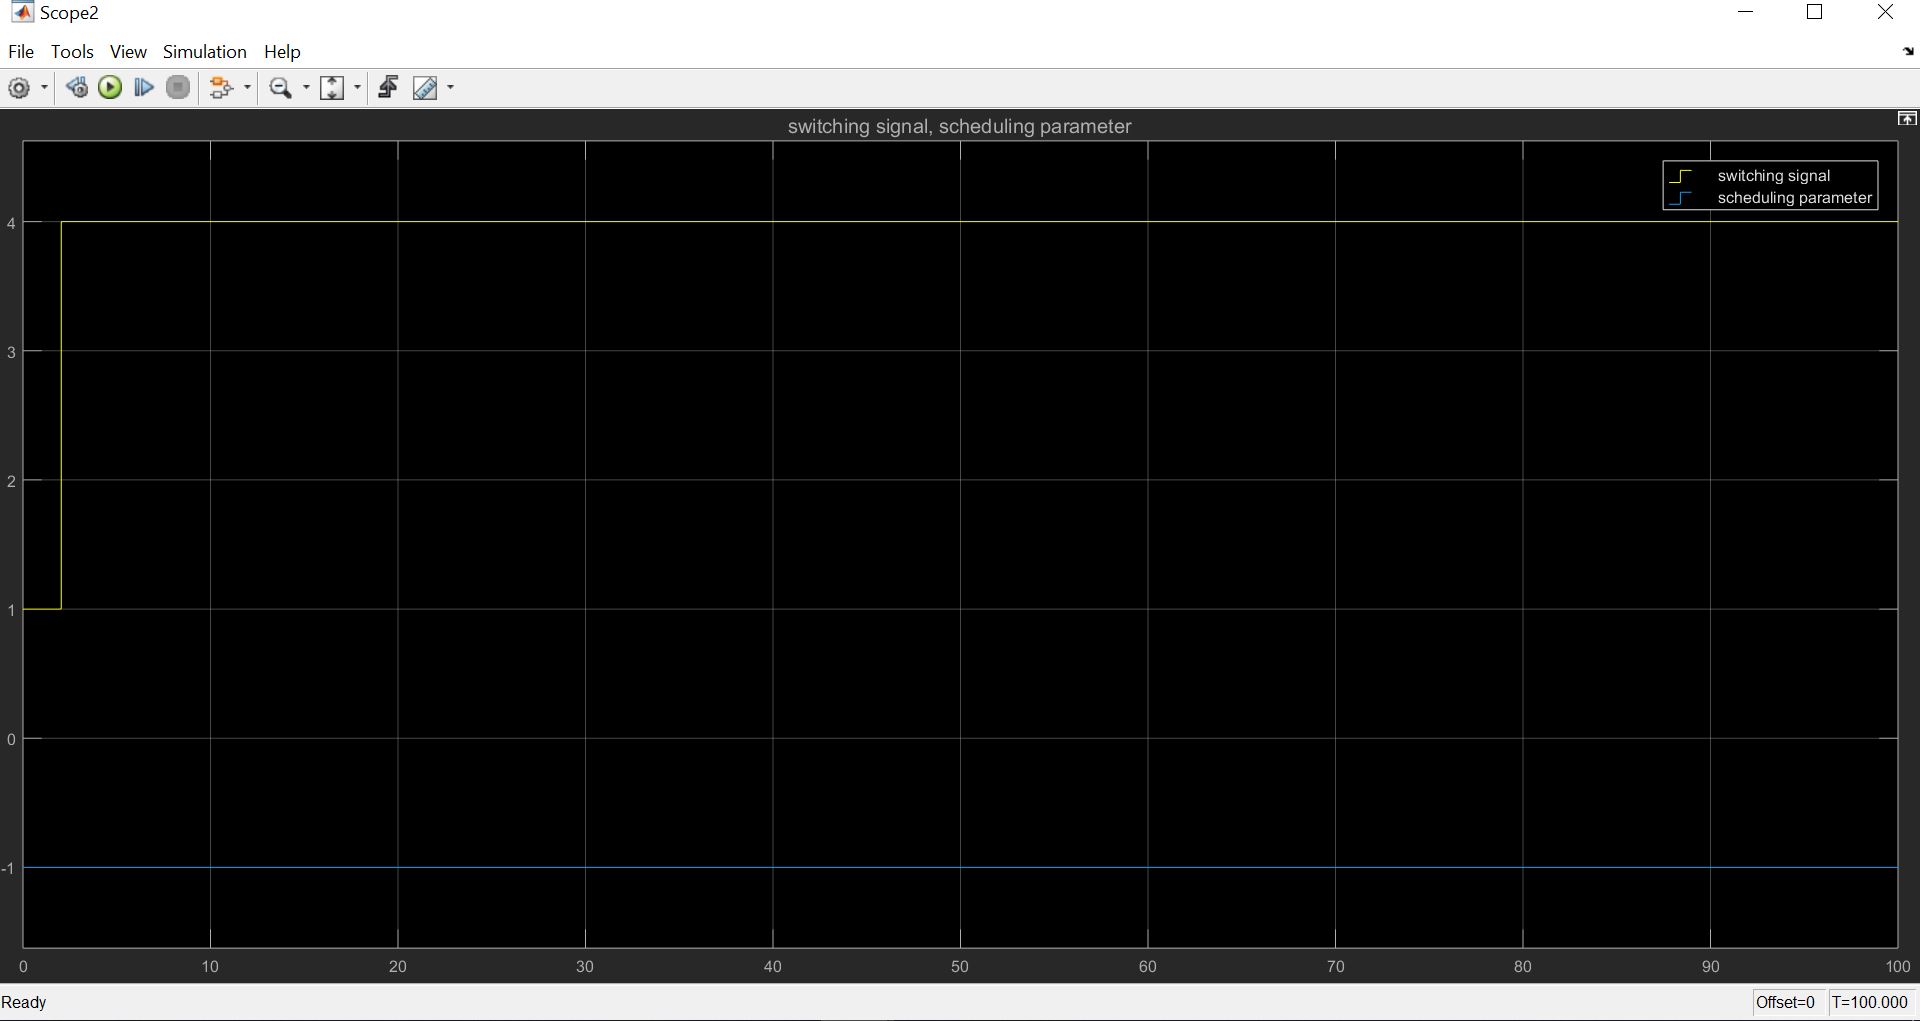 Scope2
File Tools View Simulation Help
switching signal, scheduling parameter
switching signal
scheduling parameter
4
3
2
1
0
-1
0 10 20 30 40 50 60 70 80 90 100
Ready Offset=0 T=100.000